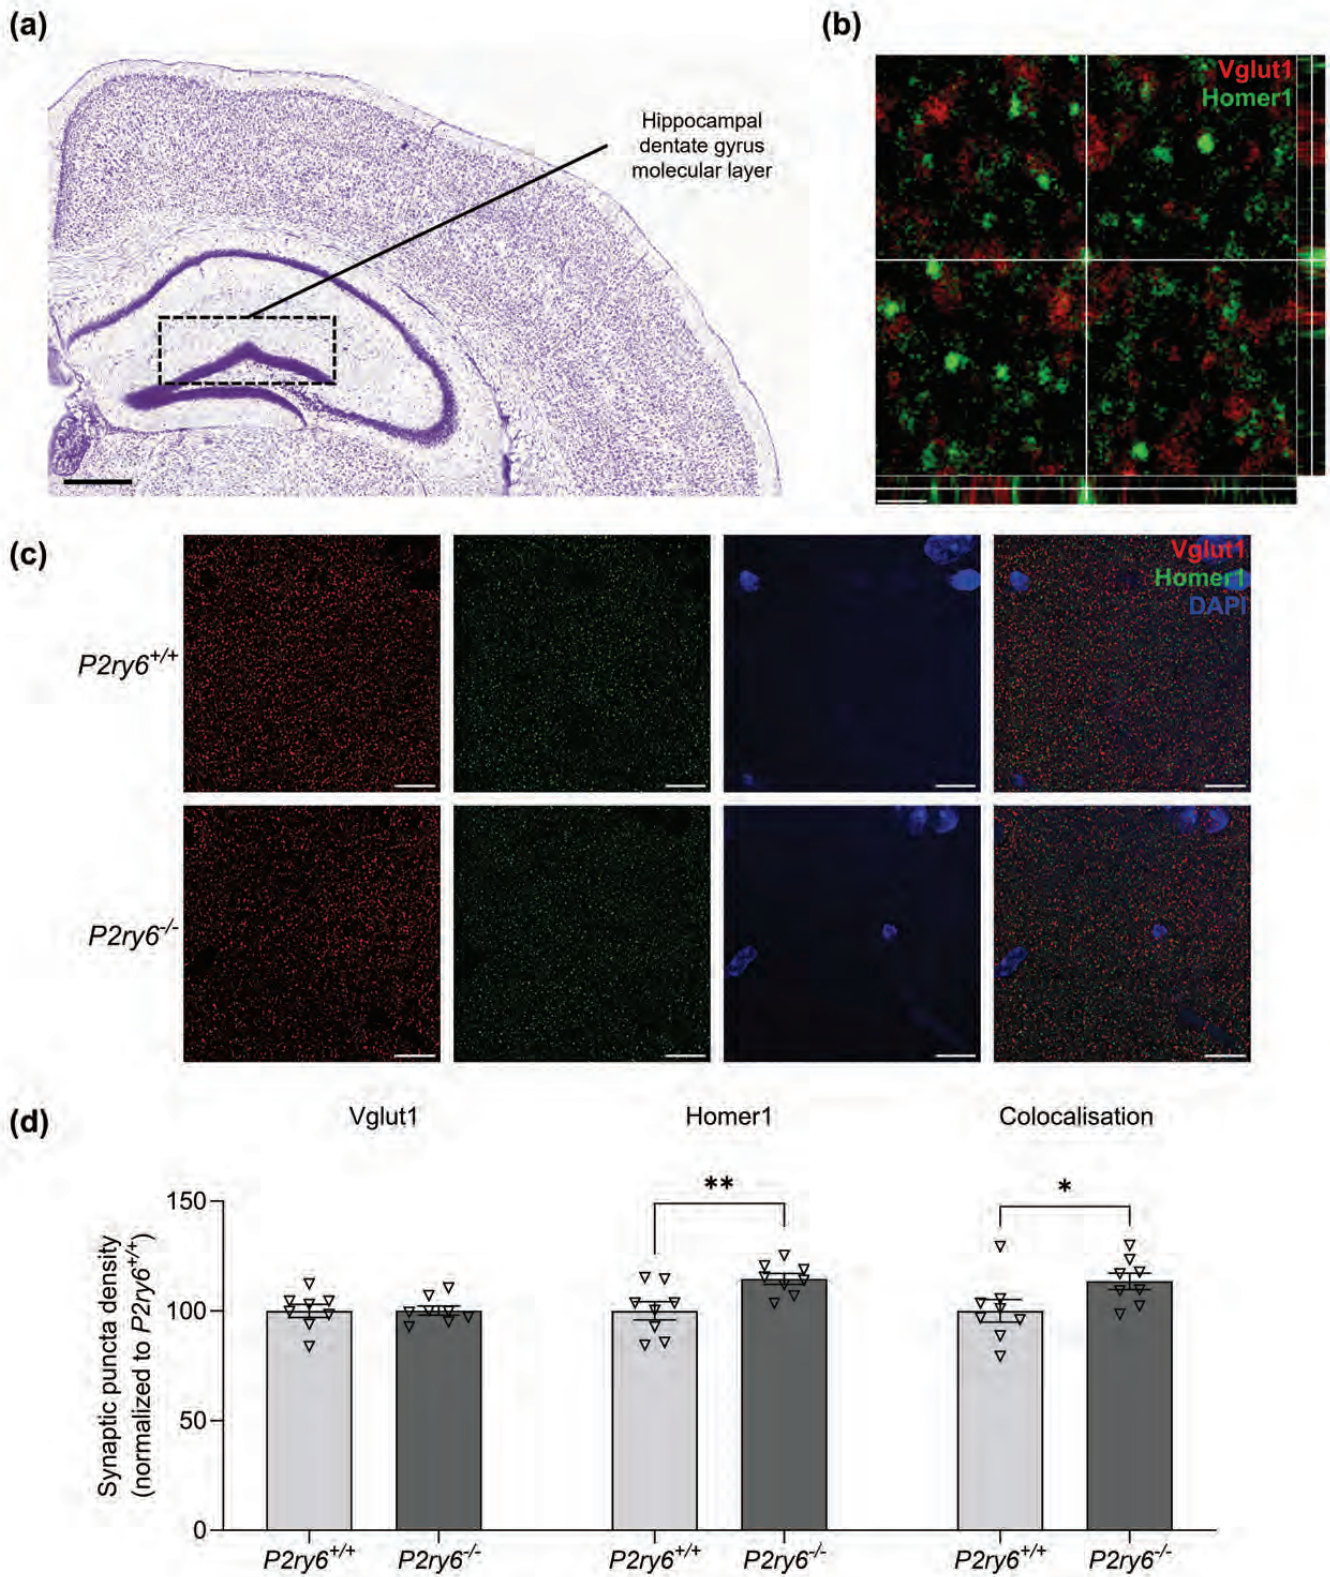 (a)
Hippocampal
dentate gyrus
molecular layer
(b)
Vglut1
Homer1
(c)
Vglut1
Homer1
DAPI
P2ry6+/+
P2ry6-/-
(d)
Vglut1
Homer1
Colocalisation
Synaptic puncta density
(normalized to P2ry6+/+)
150
100
50
0
**
*
P2ry6+/+
P2ry6-/-
P2ry6+/+
P2ry6-/-
P2ry6+/+
P2ry6-/-